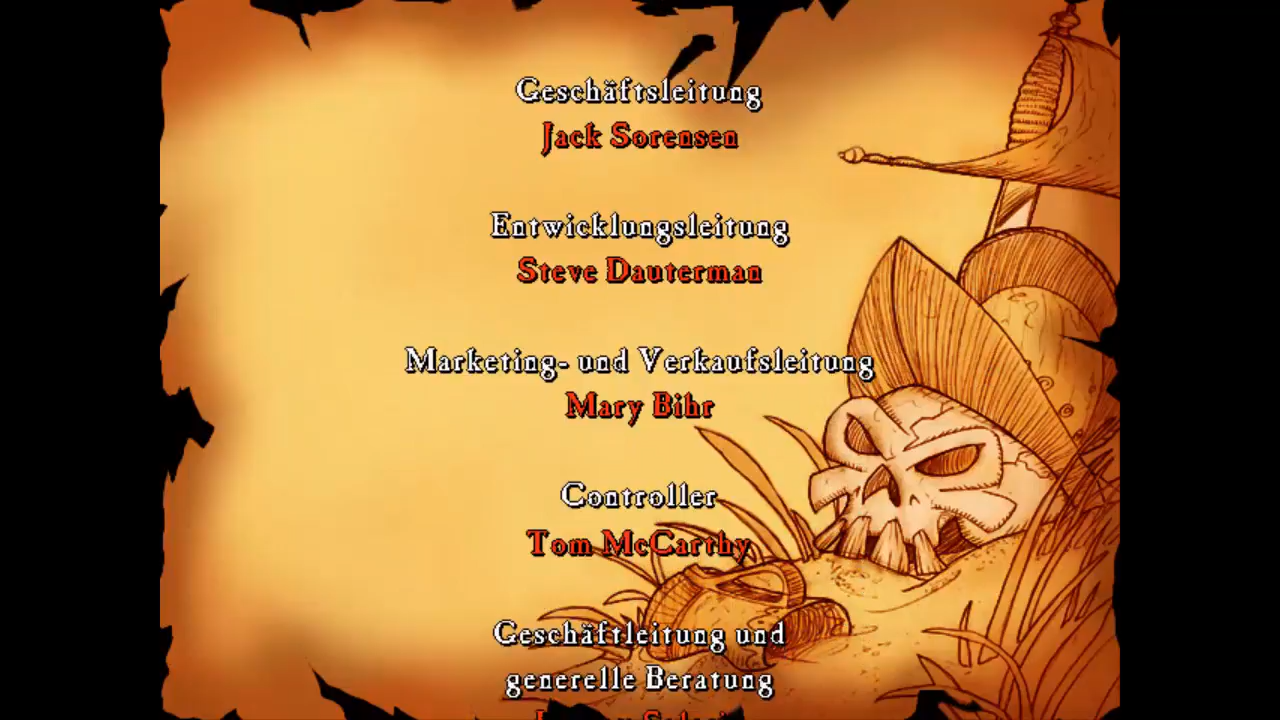 Geschäftsleitung
Jack Sorensen
Entwicklungsleitung
Steve Dauterman
Marketing- und Verkaufsleitung
Mary Bihr
Controller
Tom McCarthy
Geschäftleitung und
generelle Beratung